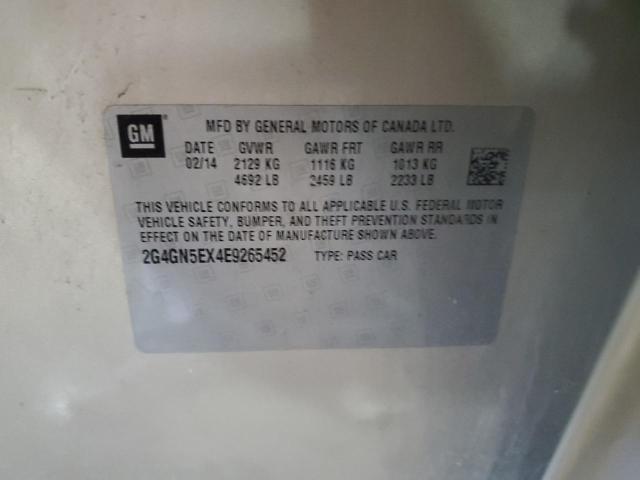 GM
MFD BY GENERAL MOTORS OF CANADA LTD.
DATE GVWR GAWR FRT GAWR RR
02/14 2129 KG 1116 KG 1013 KG
4692 LB 2459 LB 2233 LB
THIS VEHICLE CONFORMS TO ALL APPLICABLE U.S. FEDERAL MOTOR
VEHICLE SAFETY, BUMPER, AND THEFT PREVENTION STANDARDS IN
EFFECT ON THE DATE OF MANUFACTURE SHOWN ABOVE.
2G4GN5EX4E9265452 TYPE: PASS CAR